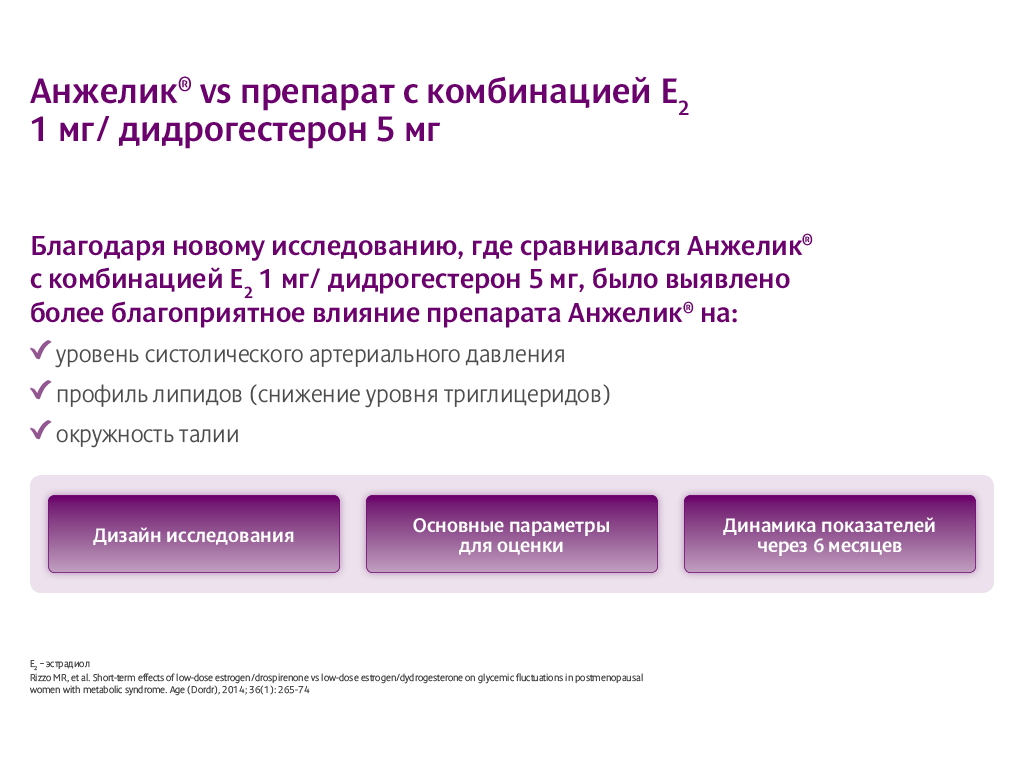 Анжелик® vs препарат с комбинацией E₂
1 мг/ дидрогестерон 5 мг
Благодаря новому исследованию, где сравнивался Анжелик®
с комбинацией E₂ 1 мг/ дидрогестерон 5 мг, было выявлено
более благоприятное влияние препарата Анжелик® на:
уровень систолического артериального давления
профиль липидов (снижение уровня триглицеридов)
окружность талии
Дизайн исследования
Основные параметры
для оценки
Динамика показателей
через 6 месяцев
E₂ – эстрадиол
Rizzo MR, et al. Short-term effects of low-dose estrogen/drospirenone vs low-dose estrogen/dydrogesterone on glycemic fluctuations in postmenopausal
women with metabolic syndrome. Age (Dordr), 2014; 36(1): 265-74